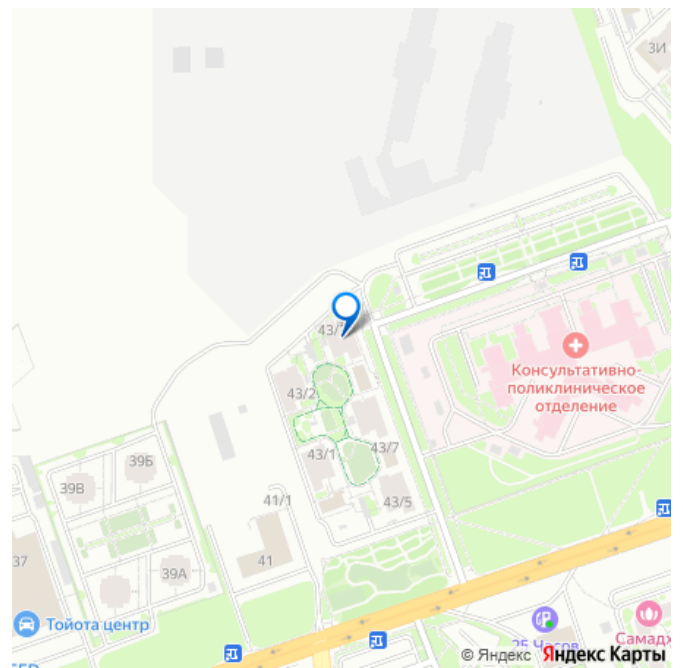 3И
43/
43/2
Консультативно-
поликлиническое
отделение
43/1
43/7
39Б
39В
41/1
43/5
37
41
39А
Тойота центр
25 Часов
Самадх
© Яндекс Яндекс Карты